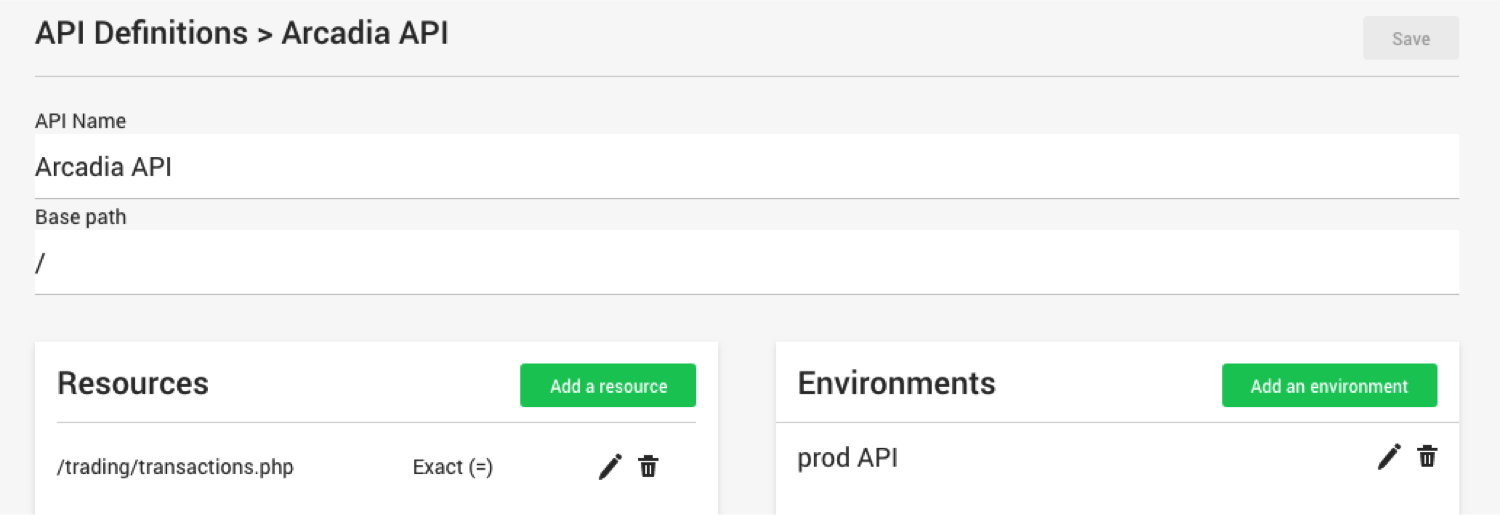 API Definitions > Arcadia API
Save
API Name
Arcadia API
Base path
/
Resources
Add a resource
/trading/transactions.php Exact (=)
Environments
Add an environment
prod API